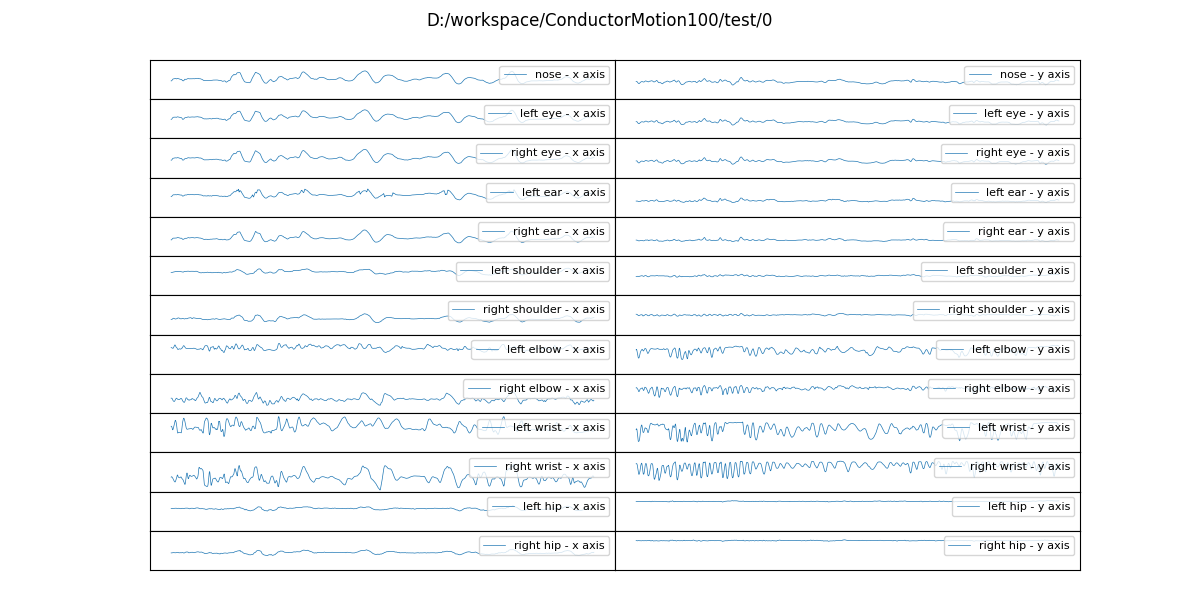 D:/workspace/ConductorMotion100/test/0
nose - x axis
nose - y axis
left eye - x axis
left eye - y axis
right eye - x axis
right eye - y axis
left ear - x axis
left ear - y axis
right ear - x axis
right ear - y axis
left shoulder - x axis
left shoulder - y axis
right shoulder - x axis
right shoulder - y axis
left elbow - x axis
left elbow - y axis
right elbow - x axis
right elbow - y axis
left wrist - x axis
left wrist - y axis
right wrist - x axis
right wrist - y axis
left hip - x axis
left hip - y axis
right hip - x axis
right hip - y axis